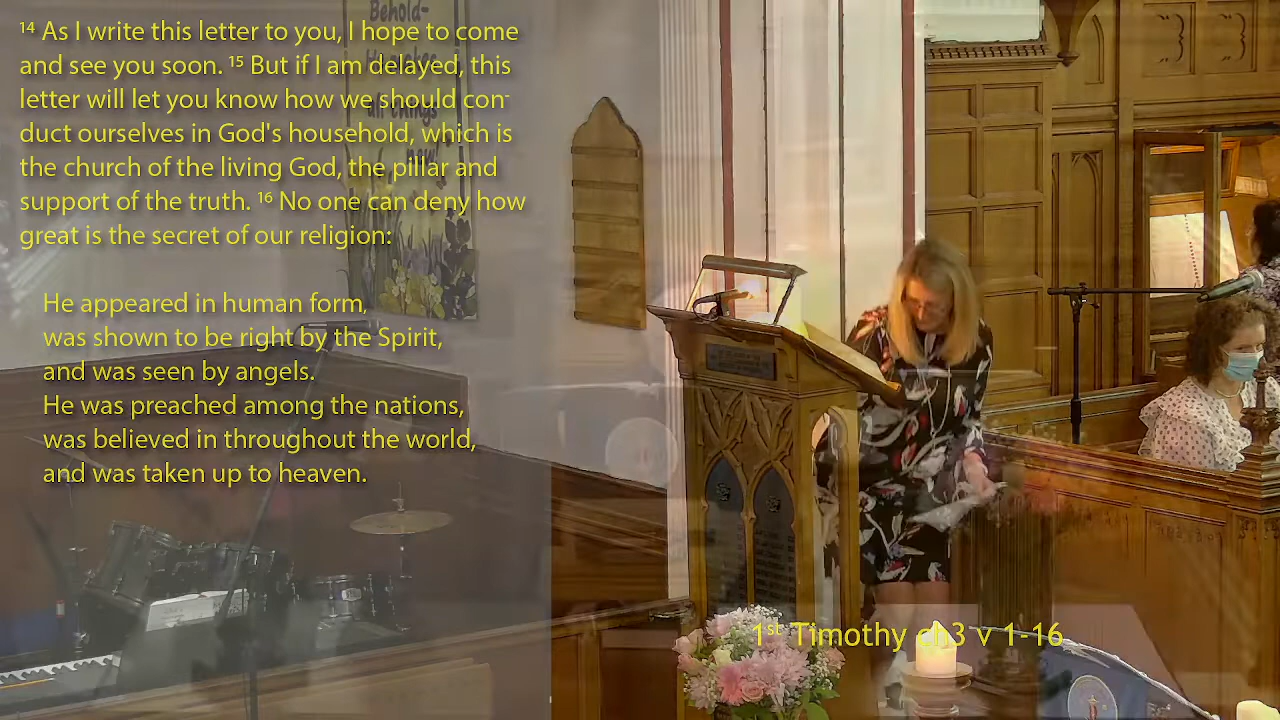 Behold-
¹⁴ As I write this letter to you, I hope to come
and see you soon. ¹⁵ But if I am delayed, this
letter will let you know how we should con-
duct ourselves in God's household, which is
the church of the living God, the pillar and
support of the truth. ¹⁶ No one can deny how
great is the secret of our religion:
all things
new!
He appeared in human form,
was shown to be right by the Spirit,
and was seen by angels.
He was preached among the nations,
was believed in throughout the world,
and was taken up to heaven.
1st Timothy ch3 v 1-16